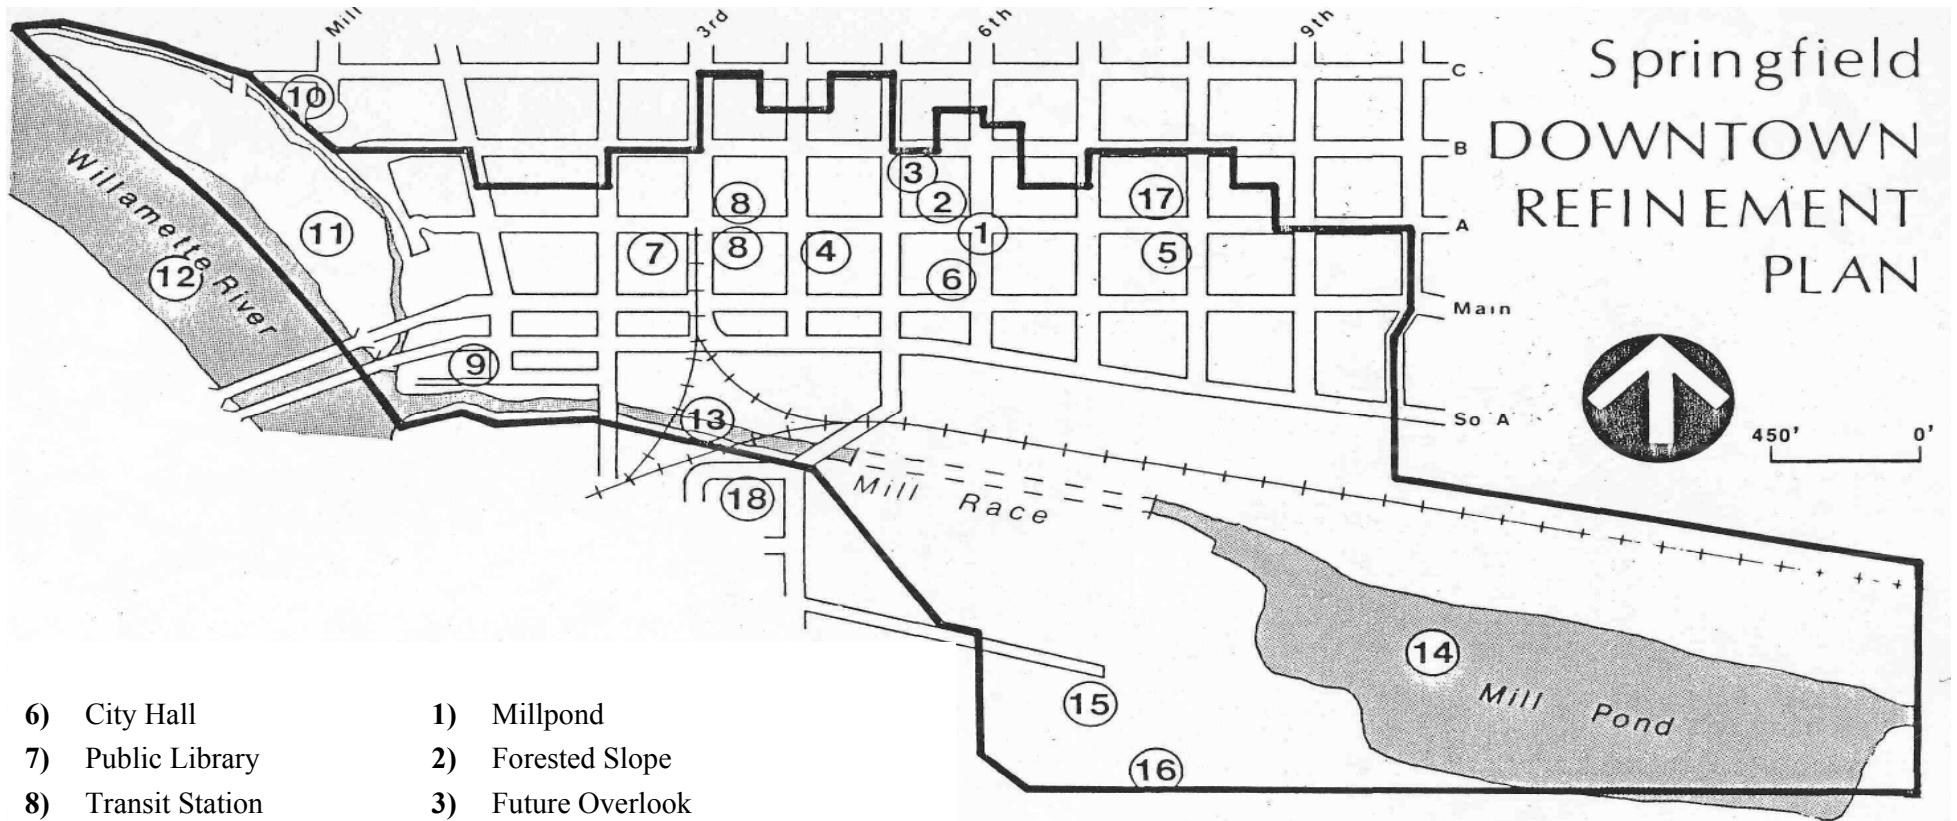 Mill
3rd
6th
9th
Springfield
DOWNTOWN
REFINEMENT
PLAN
C
B
A
Main
So A
450' 0'
Willamette River
Mill Race
Mill Pond
10
11
12
3
2
1
17
8
8
7
4
6
5
9
13
18
14
15
16
6) City Hall
7) Public Library
8) Transit Station
1) Millpond
2) Forested Slope
3) Future Overlook